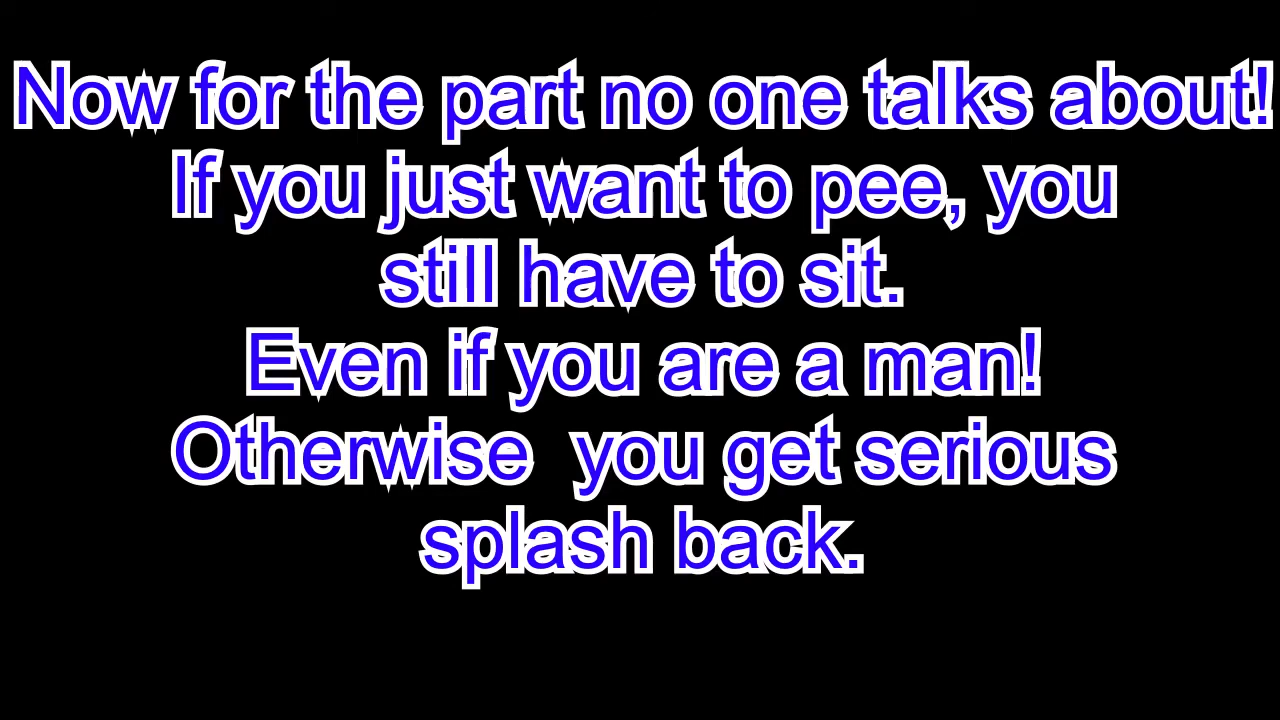 Now for the part no one talks about!
If you just want to pee, you
still have to sit.
Even if you are a man!
Otherwise  you get serious
splash back.